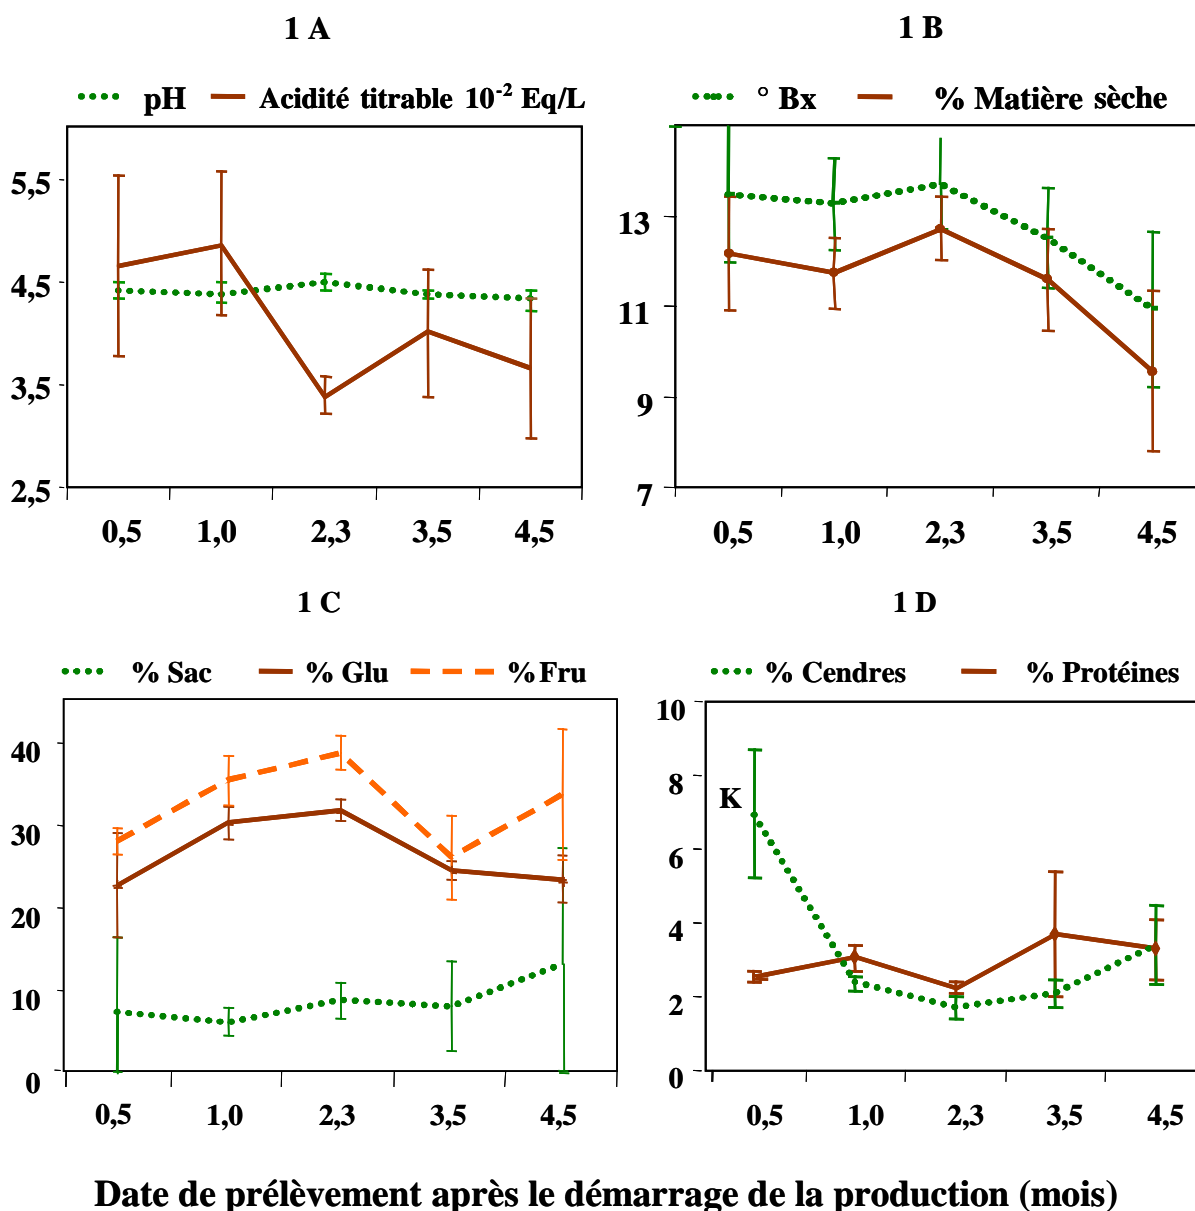 1 A
pH Acidité titrable 10⁻² Eq/L
5,5
4,5
3,5
2,5
0,5 1,0 2,3 3,5 4,5
1 B
° Bx % Matière sèche
13
11
9
7
0,5 1,0 2,3 3,5 4,5
1 C
% Sac % Glu % Fru
40
30
20
10
0
0,5 1,0 2,3 3,5 4,5
1 D
% Cendres % Protéines
10
8
K
6
4
2
0
0,5 1,0 2,3 3,5 4,5
Date de prélèvement après le démarrage de la production (mois)